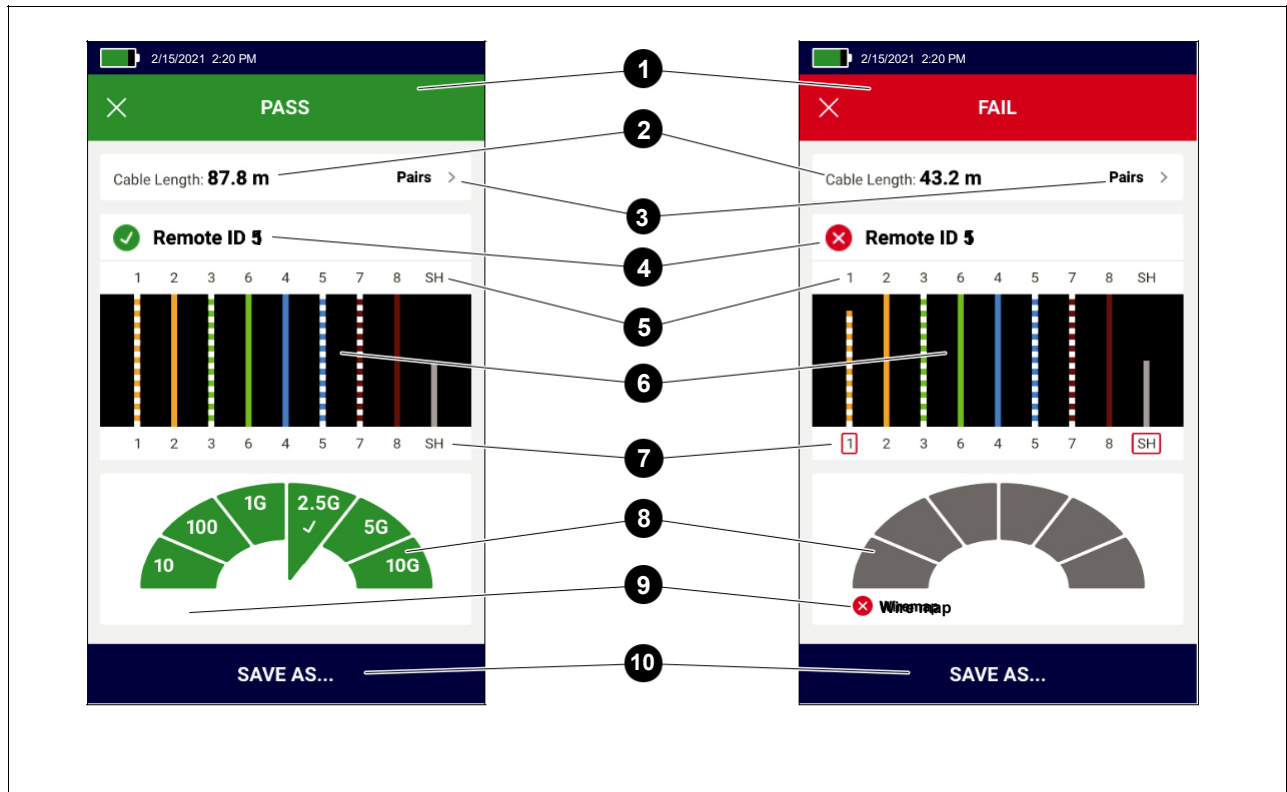 2/15/2021 2:20 PM
PASS
Cable Length: 87.8 m
Pairs >
Remote ID
1 2 3 6 4 5 7 8 SH
1 2 3 6 4 5 7 8 SH
10
100
1G
2.5G
5G
10G
SAVE AS...
1
2
3
4
5
6
7
8
9
10
2/15/2021 2:20 PM
FAIL
Cable Length: 43.2 m
Pairs >
Remote ID
1 2 3 6 4 5 7 8 SH
1 2 3 6 4 5 7 8 SH
Wire map
SAVE AS...